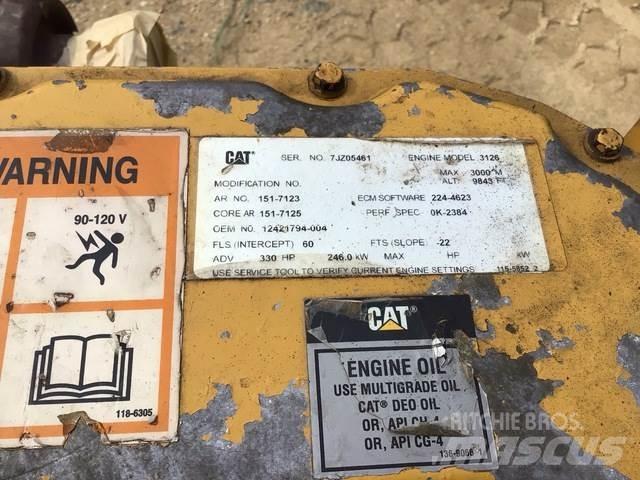 WARNING
90-120 V
118-6305
CAT SER. NO. 7JZ05461 ENGINE MODEL 3126
MODIFICATION NO. MAX 3000 M
ALT: 9843 FT
AR NO. 151-7123 ECM SOFTWARE 224-4623
CORE AR 151-7125 PERF SPEC 0K-2384
OEM NO. 12421794-004
FLS (INTERCEPT) 60 FTS (SLOPE) -22
ADV 330 HP 246.0 kW MAX HP kW
USE SERVICE TOOL TO VERIFY CURRENT ENGINE SETTINGS 115-5852 2
CAT
ENGINE OIL
USE MULTIGRADE OIL
CAT® DEO OIL
OR, API CH-4
OR, API CG-4
RITCHIE BROS.
MASCUS